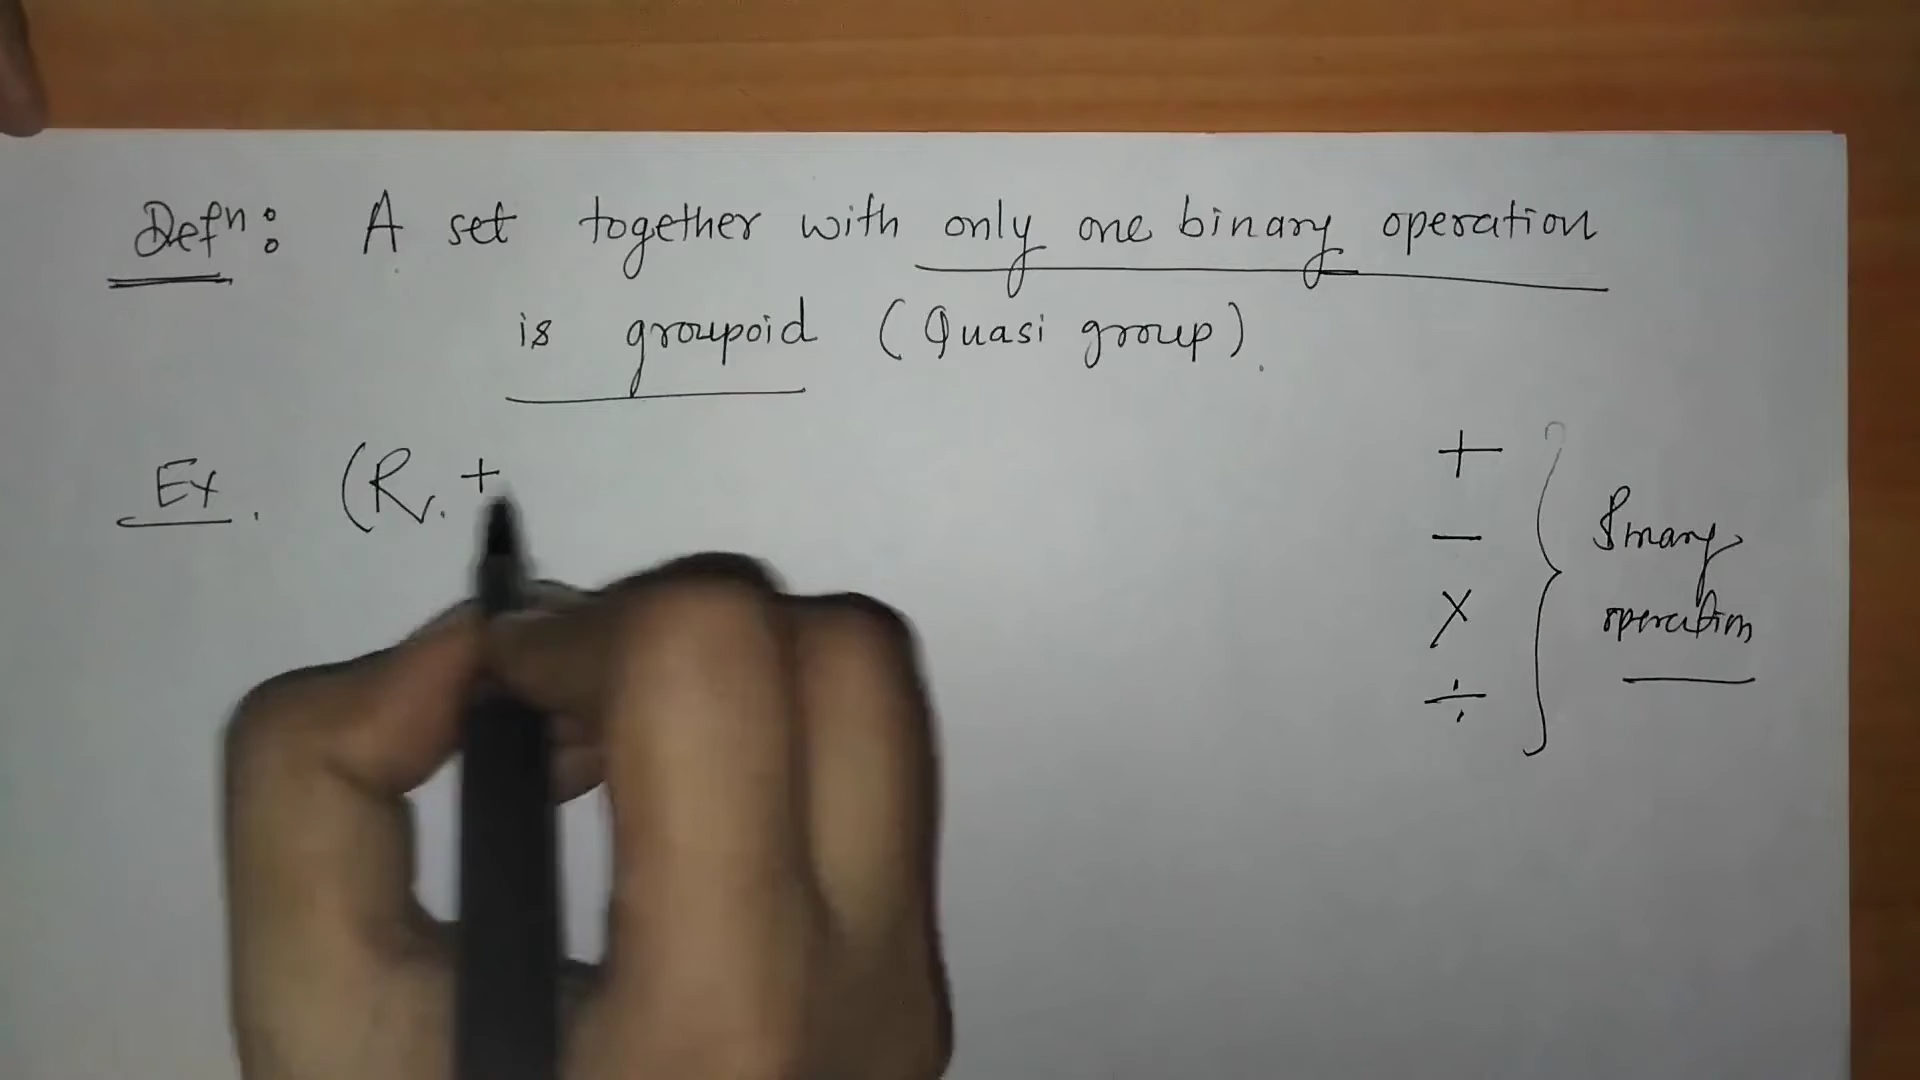 Defn: A set together with only one binary operation
is groupoid (Quasi group).
Ex. (R, +
+
-
×
÷
Binary
operation